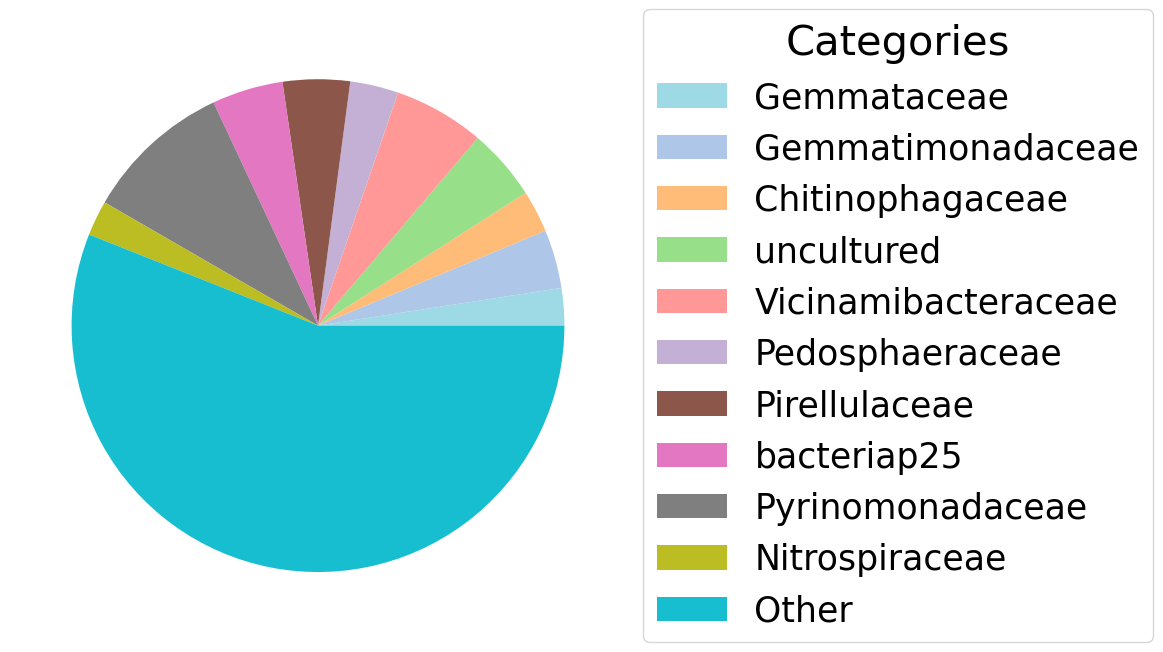 Categories
Gemmataceae
Gemmatimonadaceae
Chitinophagaceae
uncultured
Vicinamibacteraceae
Pedosphaeraceae
Pirellulaceae
bacteriap25
Pyrinomonadaceae
Nitrospiraceae
Other